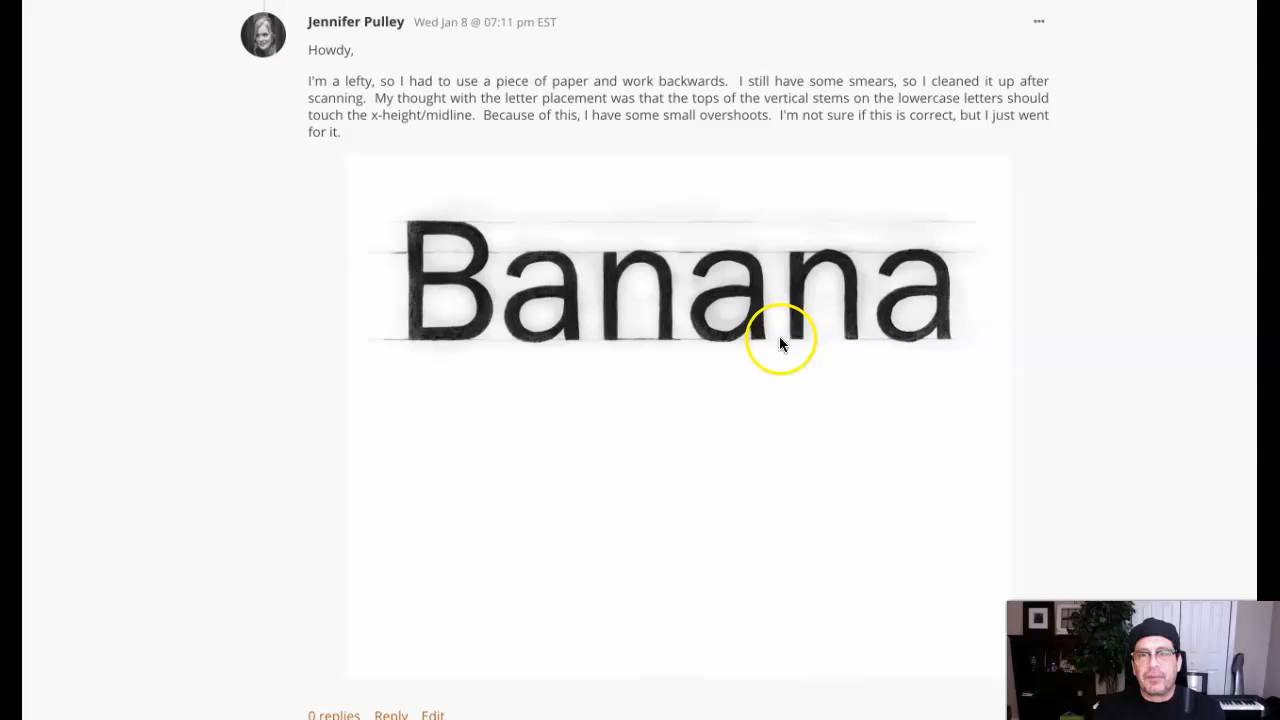 Jennifer Pulley Wed Jan 8 @ 07:11 pm EST
Howdy,
I'm a lefty, so I had to use a piece of paper and work backwards. I still have some smears, so I cleaned it up after
scanning. My thought with the letter placement was that the tops of the vertical stems on the lowercase letters should
touch the x-height/midline. Because of this, I have some small overshoots. I'm not sure if this is correct, but I just went
for it.
Banana
0 replies Reply Edit